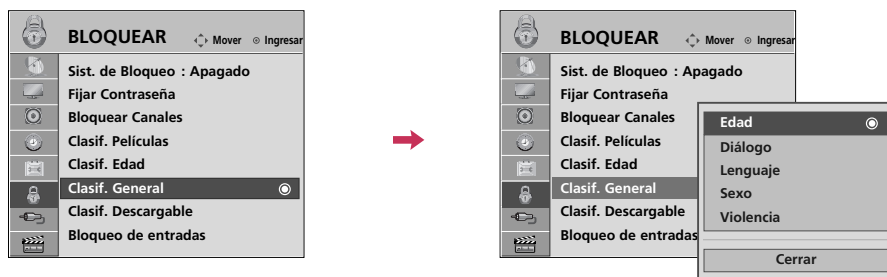 BLOQUEAR Mover Ingresar
Sist. de Bloqueo : Apagado
Fijar Contraseña
Bloquear Canales
Clasif. Películas
Clasif. Edad
Clasif. General
Clasif. Descargable
Bloqueo de entradas
BLOQUEAR Mover Ingresar
Sist. de Bloqueo : Apagado
Fijar Contraseña
Bloquear Canales
Clasif. Películas
Clasif. Edad
Clasif. General
Clasif. Descargable
Bloqueo de entradas
Edad
Diálogo
Lenguaje
Sexo
Violencia
Cerrar